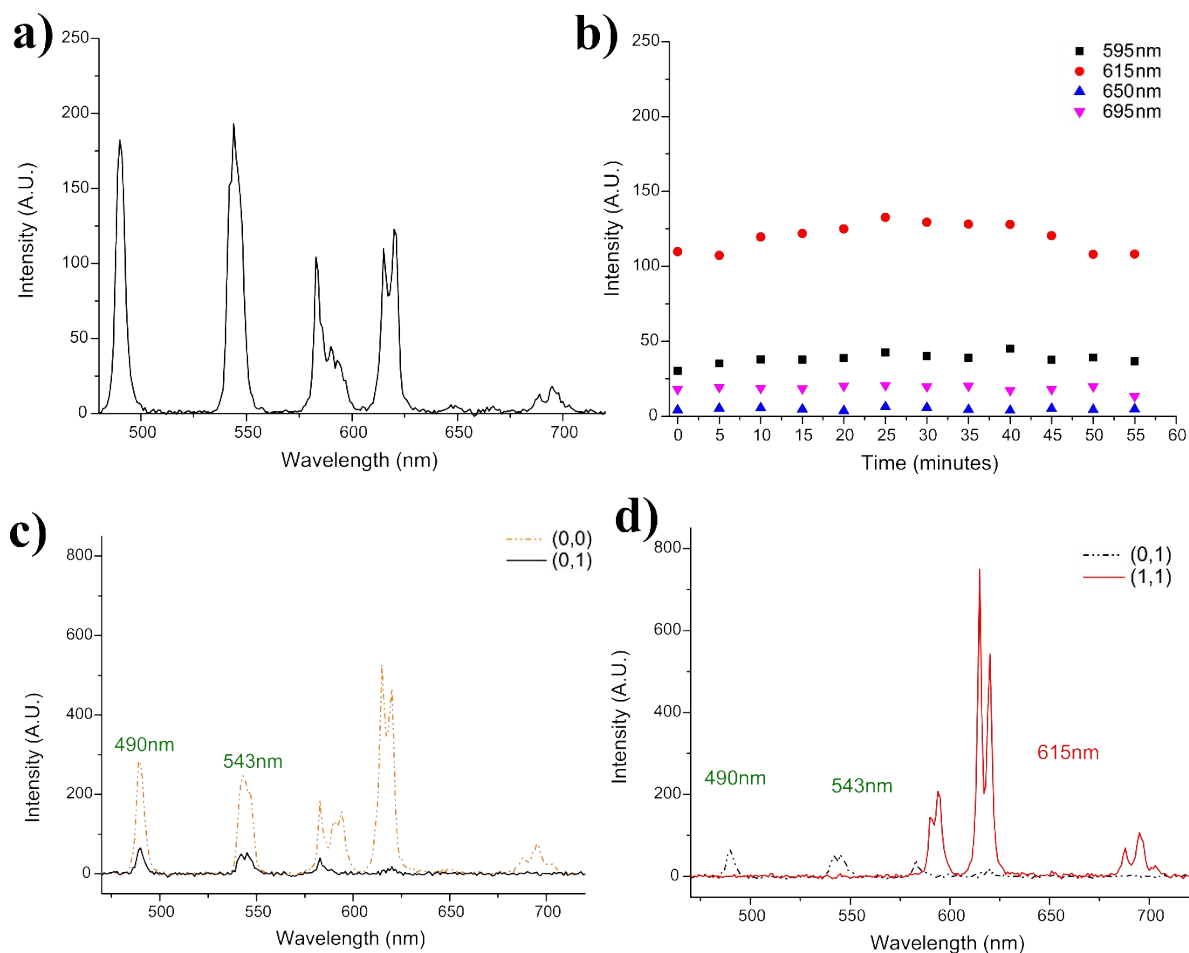 a)
250
200
150
100
50
0
Intensity (A.U.)
500 550 600 650 700
Wavelength (nm)
b)
595nm
615nm
650nm
695nm
250
200
150
100
50
0
Intensity (A.U.)
0 5 10 15 20 25 30 35 40 45 50 55 60
Time (minutes)
c)
(0,0)
(0,1)
800
600
400
200
0
Intensity (A.U.)
490nm
543nm
500 550 600 650 700
Wavelength (nm)
d)
(0,1)
(1,1)
800
600
400
200
0
Intensity (A.U.)
490nm
543nm
615nm
500 550 600 650 700
Wavelength (nm)